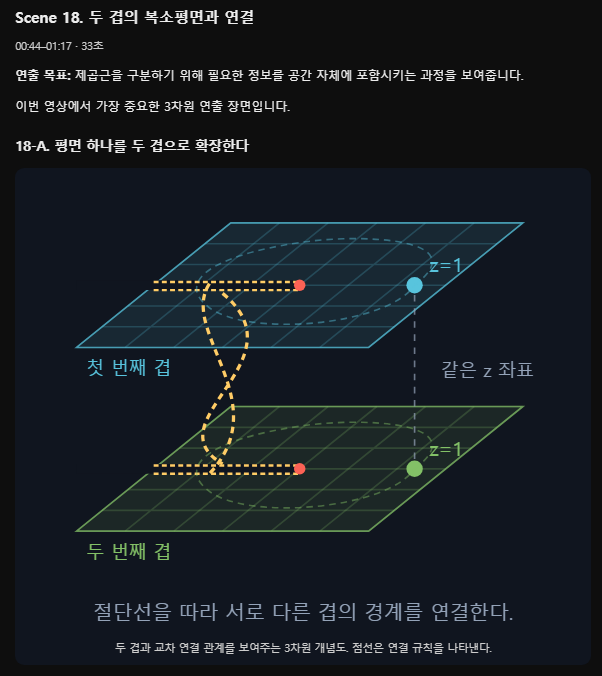 Scene 18. 두 겹의 복소평면과 연결
00:44–01:17 · 33초
연출 목표: 제곱근을 구분하기 위해 필요한 정보를 공간 자체에 포함시키는 과정을 보여줍니다.
이번 영상에서 가장 중요한 3차원 연출 장면입니다.
18-A. 평면 하나를 두 겹으로 확장한다
z=1
첫 번째 겹
같은 z 좌표
z=1
두 번째 겹
절단선을 따라 서로 다른 겹의 경계를 연결한다.
두 겹과 교차 연결 관계를 보여주는 3차원 개념도. 점선은 연결 규칙을 나타낸다.